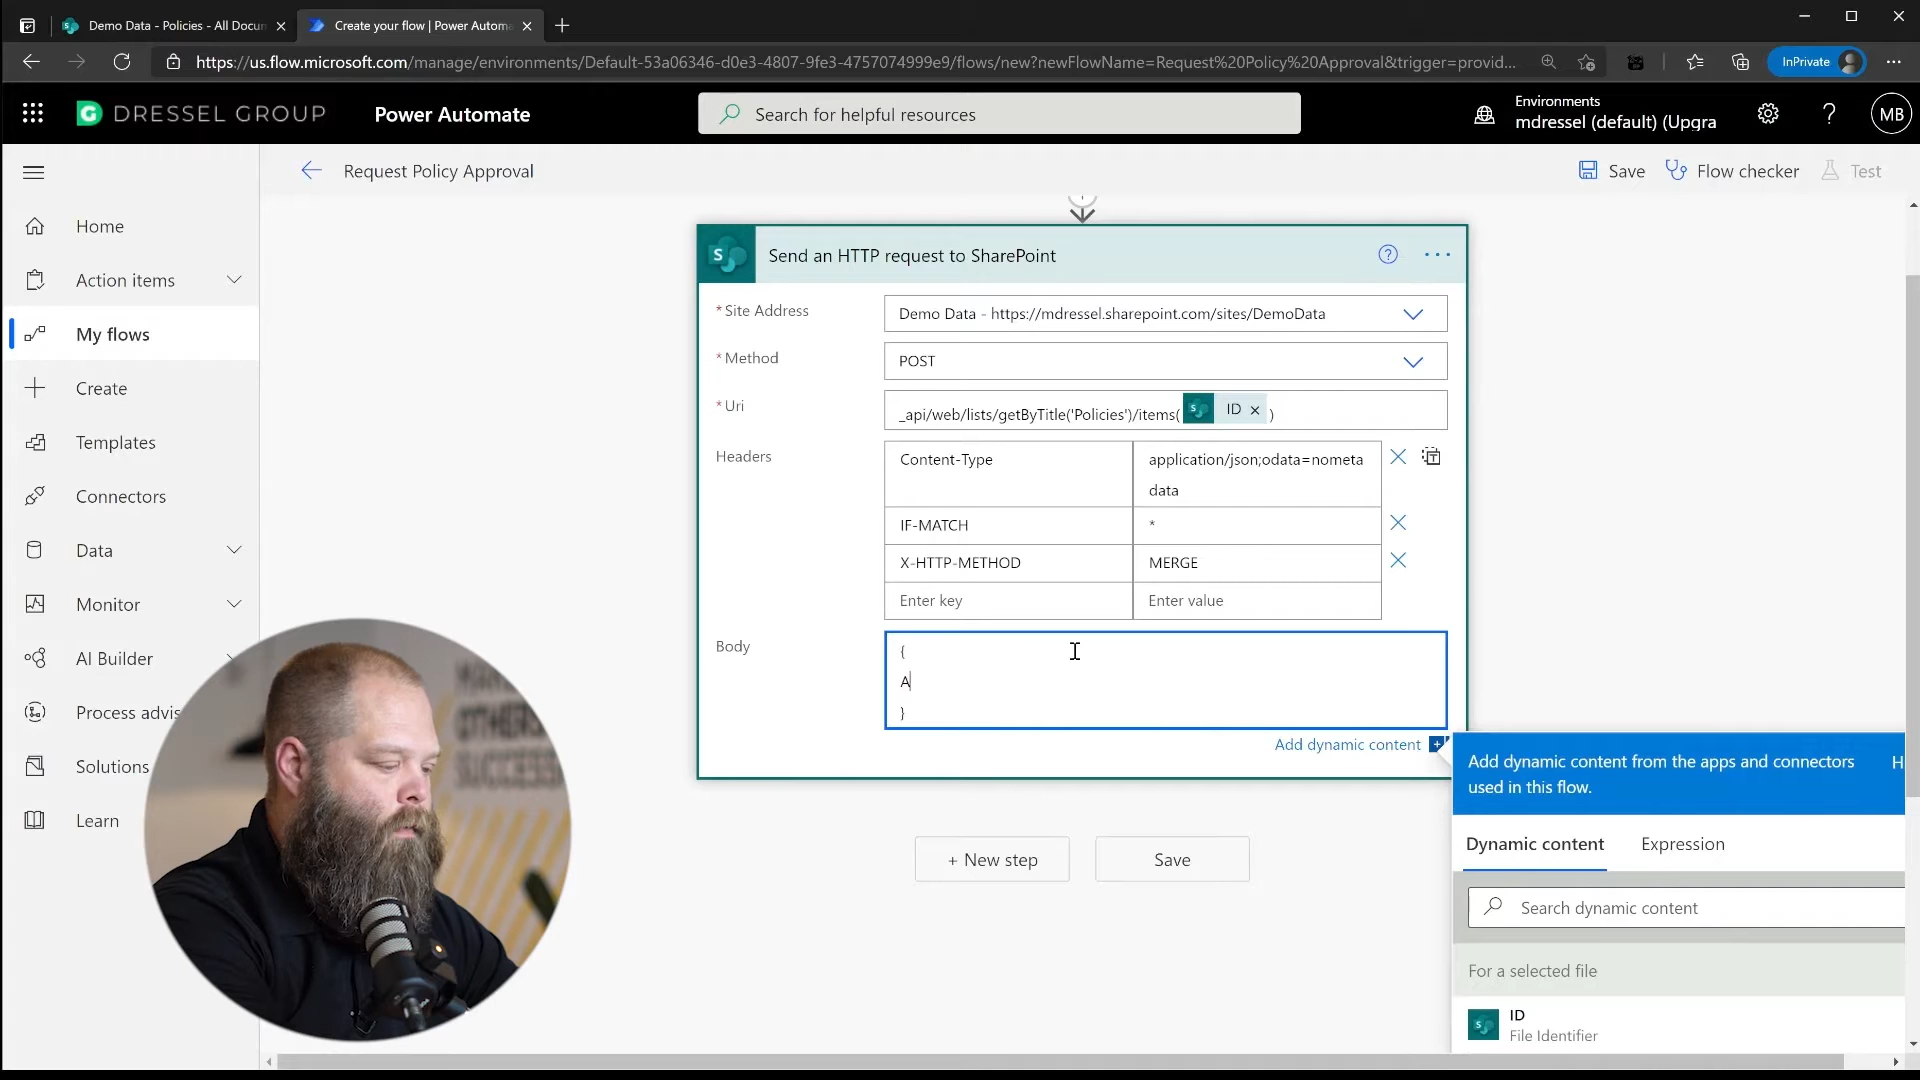 Demo Data - Policies - All Docu
Create your flow | Power Autom
https://us.flow.microsoft.com/manage/environments/Default-53a06346-d0e3-4807-9fe3-4757074999e9/flows/new?newFlowName=Request%20Policy%20Approval&trigger=provid...
InPrivate
DRESSEL GROUP
Power Automate
Search for helpful resources
Environments
mdressel (default) (Upgra
MB
Request Policy Approval
Save
Flow checker
Test
Home
Action items
My flows
Create
Templates
Connectors
Data
Monitor
AI Builder
Process advis
Solutions
Learn
Send an HTTP request to SharePoint
* Site Address
Demo Data - https://mdressel.sharepoint.com/sites/DemoData
* Method
POST
* Uri
_api/web/lists/getByTitle('Policies')/items( ID )
Headers
Content-Type
application/json;odata=nometa
data
IF-MATCH
*
X-HTTP-METHOD
MERGE
Enter key
Enter value
Body
{
A
}
Add dynamic content
+ New step
Save
Add dynamic content from the apps and connectors
used in this flow.
H
Dynamic content
Expression
Search dynamic content
For a selected file
ID
File Identifier